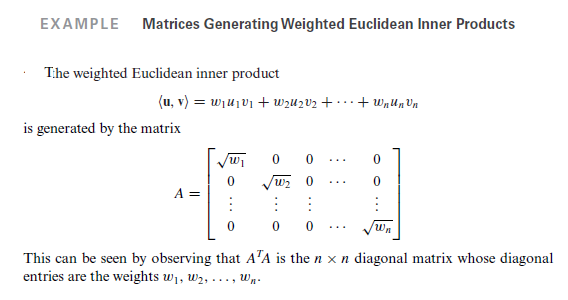 EXAMPLE Matrices Generating Weighted Euclidean Inner Products
The weighted Euclidean inner product
⟨u, v⟩ = w₁u₁v₁ + w₂u₂v₂ + ··· + wₙuₙvₙ
is generated by the matrix
A = 
√w₁ 0 0 ··· 0
0 √w₂ 0 ··· 0
⋮ ⋮ ⋮ ⋮
0 0 0 ··· √wₙ
This can be seen by observing that AᵀA is the n × n diagonal matrix whose diagonal
entries are the weights w₁, w₂, . . . , wₙ.